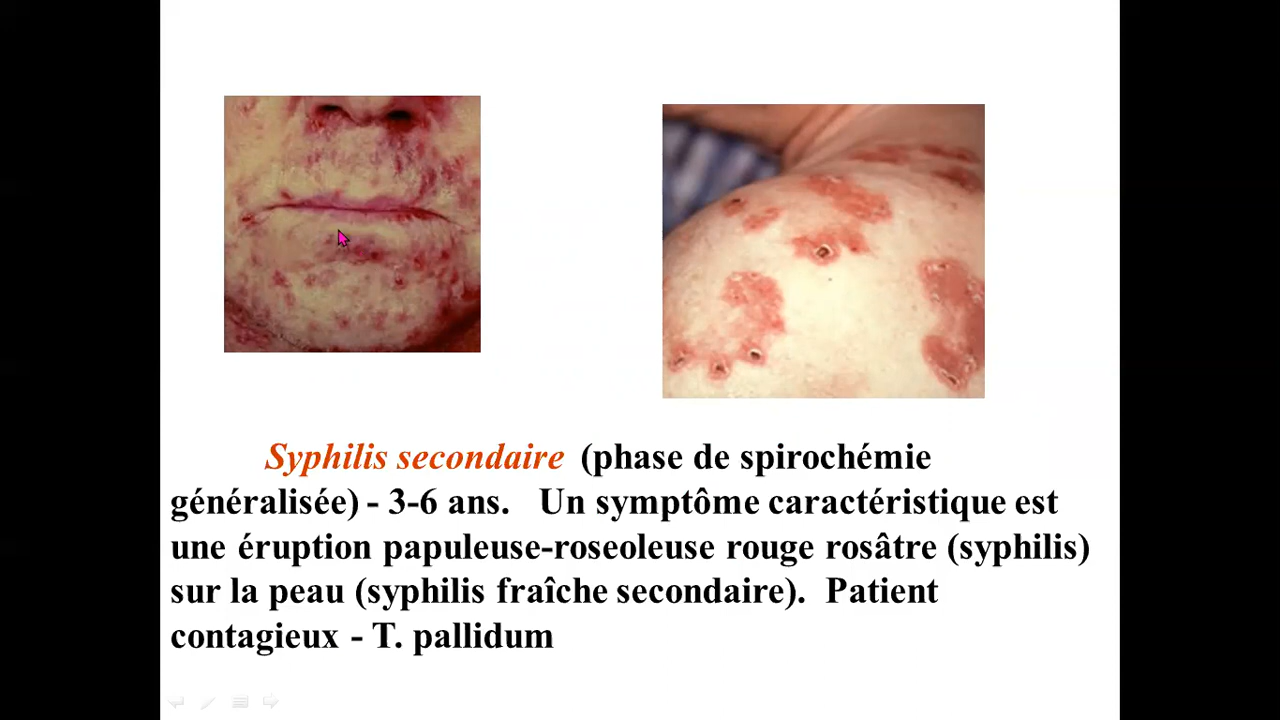 Syphilis secondaire (phase de spirochémie
généralisée) - 3-6 ans. Un symptôme caractéristique est
une éruption papuleuse-roseoleuse rouge rosâtre (syphilis)
sur la peau (syphilis fraîche secondaire). Patient
contagieux - T. pallidum